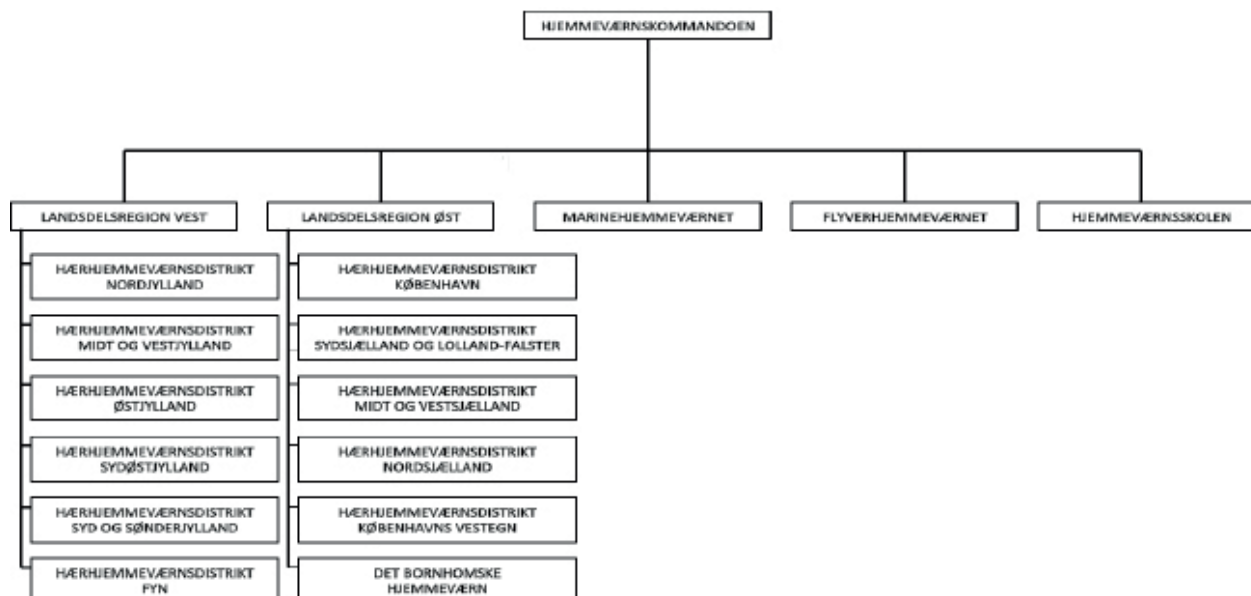 HJEMMEVÆRNSKOMMANDOEN
LANDSDELSREGION VEST
LANDSDELSREGION ØST
MARINEHJEMMEVÆRNET
FLYVERHJEMMEVÆRNET
HJEMMEVÆRNSSKOLEN
HÆRHJEMMEVÆRNSDISTRIKT
NORDJYLLAND
HÆRHJEMMEVÆRNSDISTRIKT
MIDT OG VESTJYLLAND
HÆRHJEMMEVÆRNSDISTRIKT
ØSTJYLLAND
HÆRHJEMMEVÆRNSDISTRIKT
SYDØSTJYLLAND
HÆRHJEMMEVÆRNSDISTRIKT
SYD OG SØNDERJYLLAND
HÆRHJEMMEVÆRNSDISTRIKT
FYN
HÆRHJEMMEVÆRNSDISTRIKT
KØBENHAVN
HÆRHJEMMEVÆRNSDISTRIKT
SYDSJÆLLAND OG LOLLAND-FALSTER
HÆRHJEMMEVÆRNSDISTRIKT
MIDT OG VESTSJÆLLAND
HÆRHJEMMEVÆRNSDISTRIKT
NORDSJÆLLAND
HÆRHJEMMEVÆRNSDISTRIKT
KØBENHAVNS VESTEGN
DET BORNHOMSKE
HJEMMEVÆRN